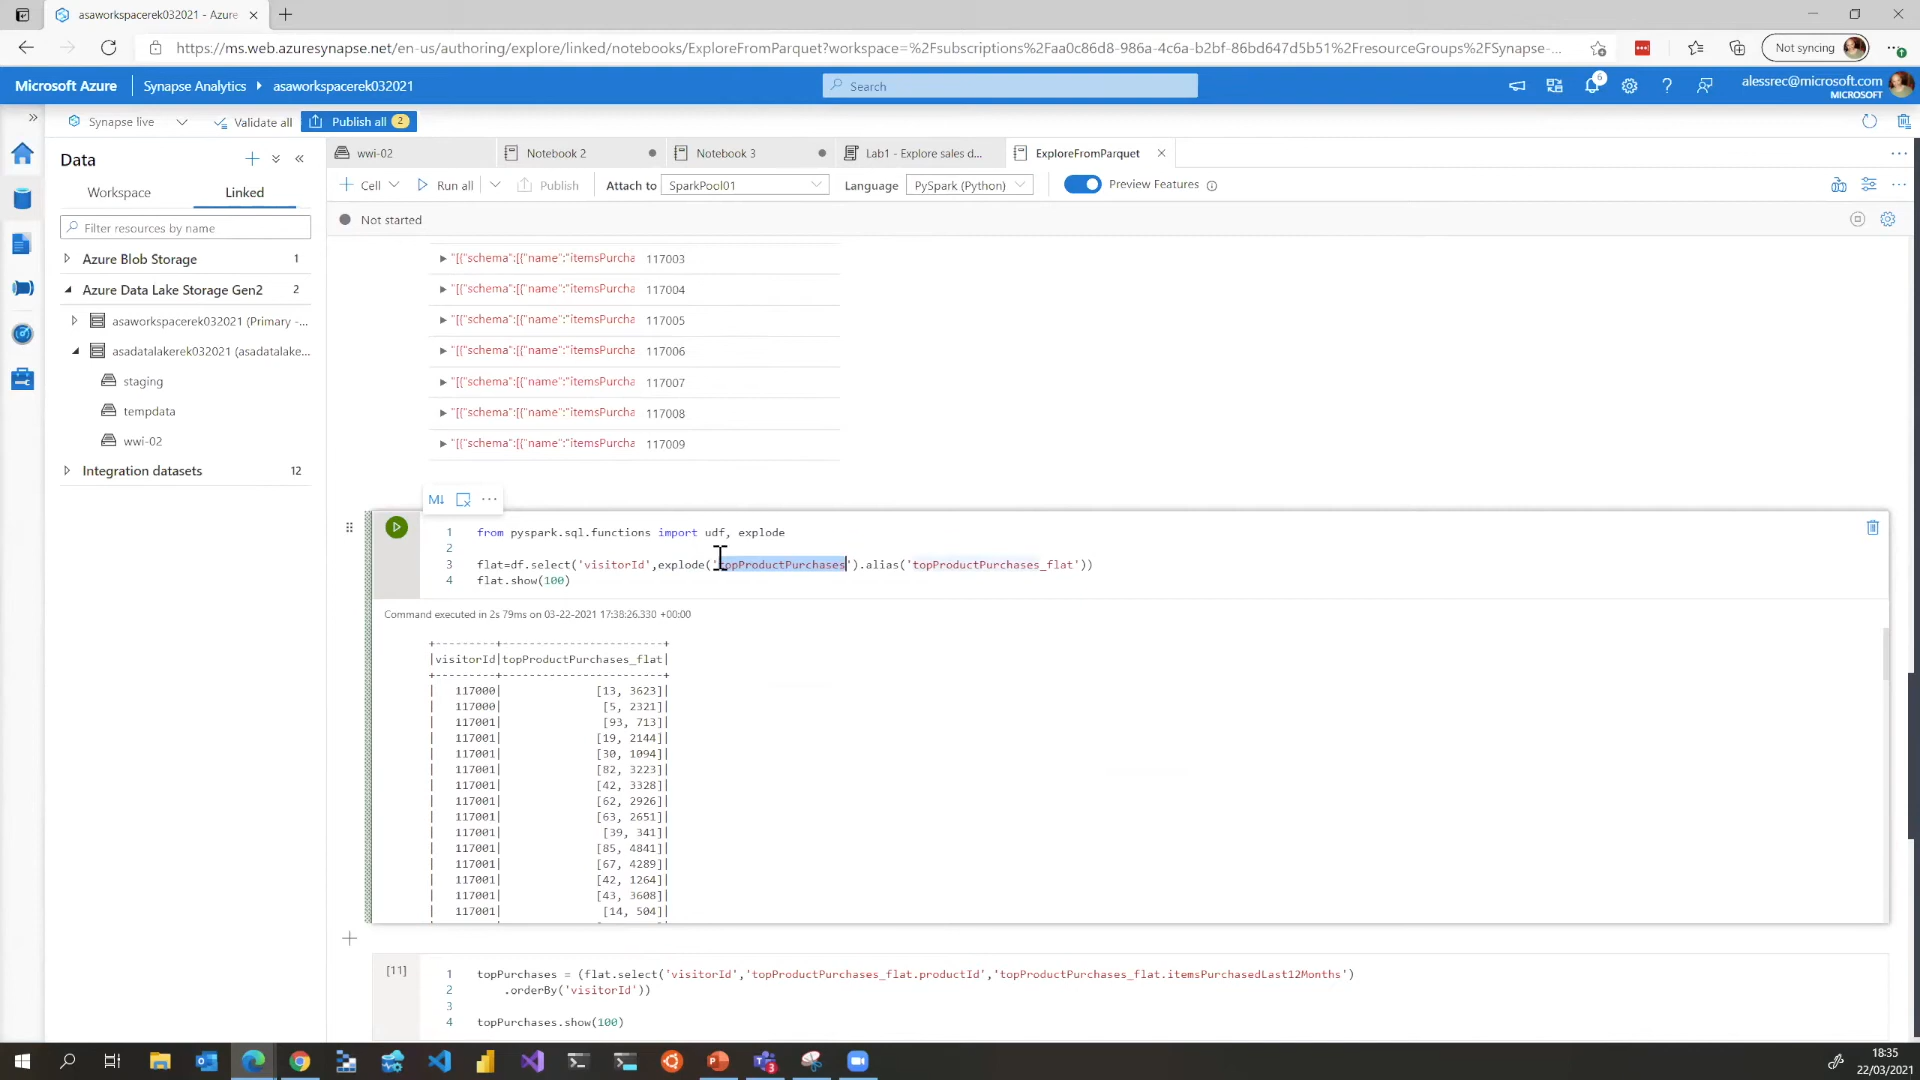 asaworkspacerek032021 - Azure
https://ms.web.azuresynapse.net/en-us/authoring/explore/linked/notebooks/ExploreFromParquet?workspace=%2Fsubscriptions%2Faa0c86d8-986a-4c6a-b2bf-86bd647d5b51%2FresourceGroups%2FSynapse-...
Not syncing
Microsoft Azure
Synapse Analytics
asaworkspacerek032021
Search
6
alessrec@microsoft.com
MICROSOFT
Synapse live
Validate all
Publish all 2
Data
wwi-02
Notebook 2
Notebook 3
Lab1 - Explore sales d...
ExploreFromParquet
Workspace
Linked
Cell
Run all
Publish
Attach to SparkPool01
Language PySpark (Python)
Preview Features
Filter resources by name
Not started
Azure Blob Storage 1
Azure Data Lake Storage Gen2 2
asaworkspacerek032021 (Primary -...
asadatalakerek032021 (asadatalake...
staging
tempdata
wwi-02
Integration datasets 12
"[{"schema":[{"name":"itemsPurcha 117003
"[{"schema":[{"name":"itemsPurcha 117004
"[{"schema":[{"name":"itemsPurcha 117005
"[{"schema":[{"name":"itemsPurcha 117006
"[{"schema":[{"name":"itemsPurcha 117007
"[{"schema":[{"name":"itemsPurcha 117008
"[{"schema":[{"name":"itemsPurcha 117009
M↓
1 from pyspark.sql.functions import udf, explode
2
3 flat=df.select('visitorId',explode('topProductPurchases').alias('topProductPurchases_flat'))
4 flat.show(100)
Command executed in 2s 79ms on 03-22-2021 17:38:26.330 +00:00
+---------+------------------------+
|visitorId|topProductPurchases_flat|
+---------+------------------------+
| 117000| [13, 3623]|
| 117000| [5, 2321]|
| 117001| [93, 713]|
| 117001| [19, 2144]|
| 117001| [30, 1094]|
| 117001| [82, 3223]|
| 117001| [42, 3328]|
| 117001| [62, 2926]|
| 117001| [63, 2651]|
| 117001| [39, 341]|
| 117001| [85, 4841]|
| 117001| [67, 4289]|
| 117001| [42, 1264]|
| 117001| [43, 3608]|
| 117001| [14, 504]|
[11]
1 topPurchases = (flat.select('visitorId','topProductPurchases_flat.productId','topProductPurchases_flat.itemsPurchasedLast12Months')
2 .orderBy('visitorId'))
3
4 topPurchases.show(100)
18:35
22/03/2021